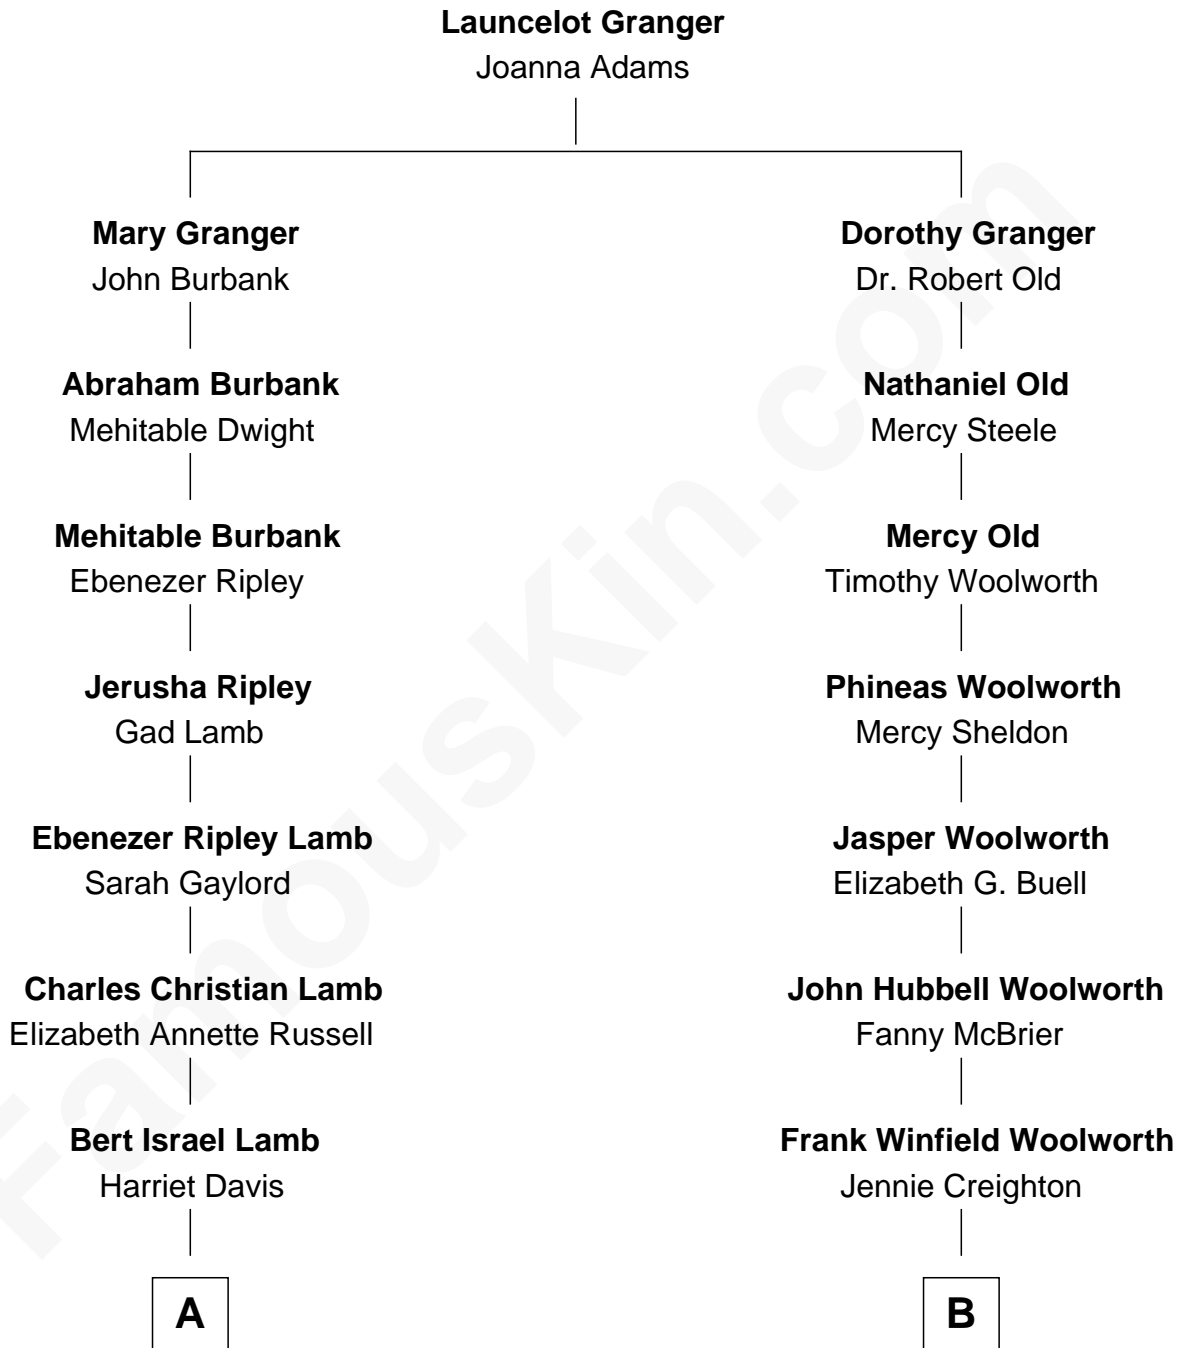 Launcelot Granger
Joanna Adams
Mary Granger
John Burbank
Dorothy Granger
Dr. Robert Old
Abraham Burbank
Mehitable Dwight
Nathaniel Old
Mercy Steele
Mehitable Burbank
Ebenezer Ripley
Mercy Old
Timothy Woolworth
Jerusha Ripley
Gad Lamb
Phineas Woolworth
Mercy Sheldon
Ebenezer Ripley Lamb
Sarah Gaylord
Jasper Woolworth
Elizabeth G. Buell
Charles Christian Lamb
Elizabeth Annette Russell
John Hubbell Woolworth
Fanny McBrier
Bert Israel Lamb
Harriet Davis
Frank Winfield Woolworth
Jennie Creighton
A
B
FamousKin.com